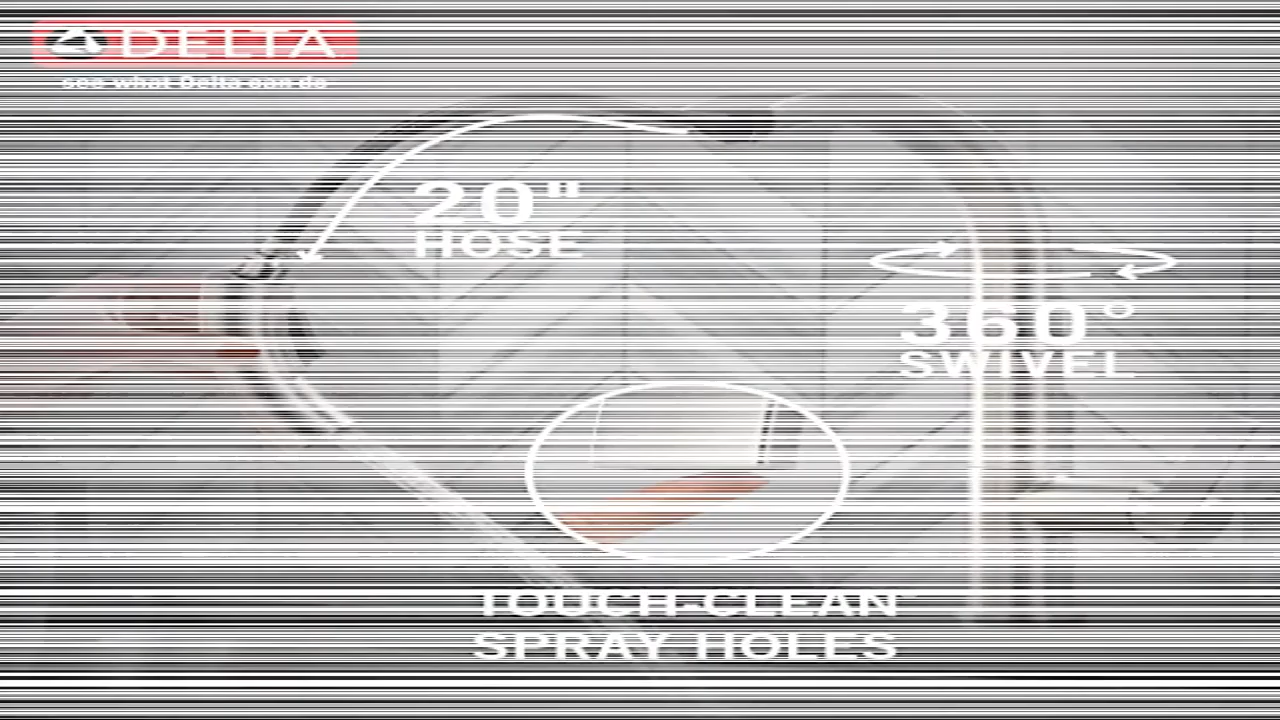 DELTA
see what Delta can do
20"
HOSE
360°
SWIVEL
TOUCH-CLEAN
SPRAY HOLES